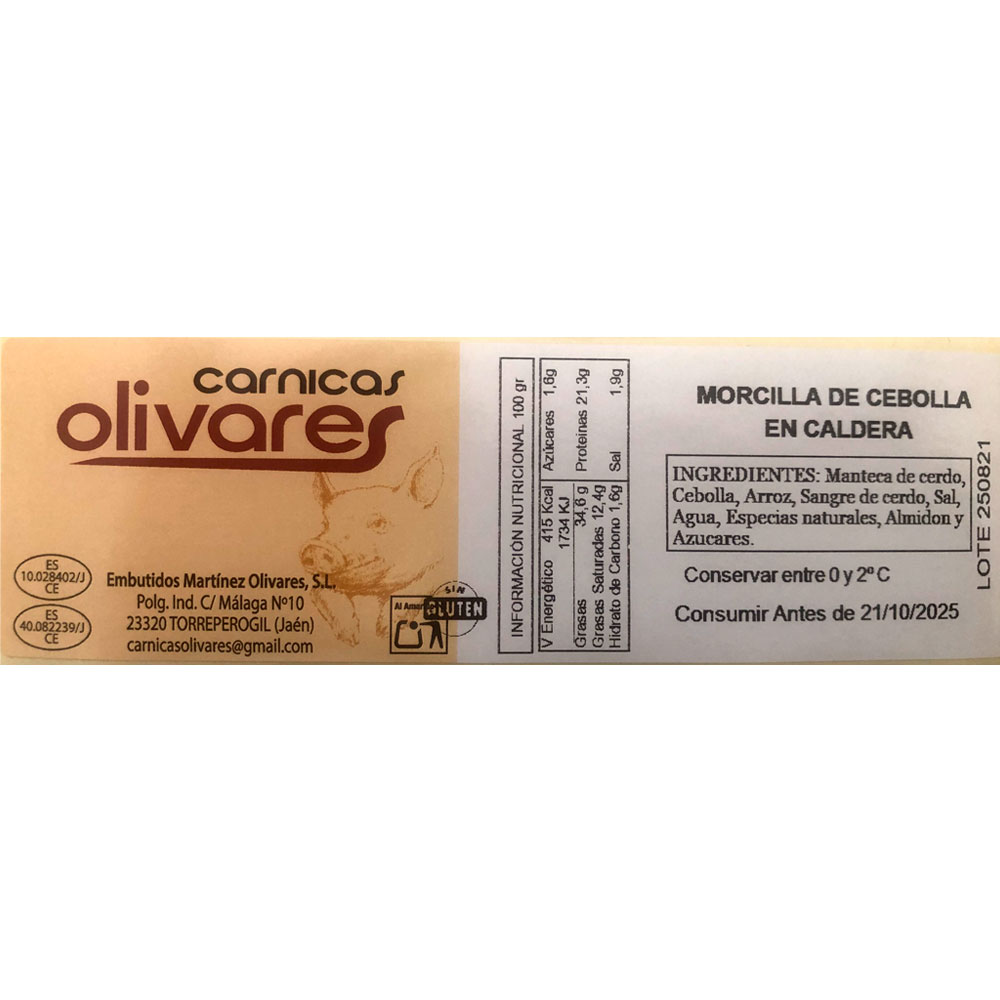 carnicas
olivares
ES
10.028402/J
CE
ES
40.082239/J
CE
Embutidos Martínez Olivares, S.L.
Polg. Ind. C/ Málaga Nº10
23320 TORREPEROGIL (Jaén)
carnicasolivares@gmail.com
Al
SIN
GLUTEN
INFORMACIÓN NUTRICIONAL 100 gr
V Energético 415 Kcal
1734 KJ
Grasas 34,6 g
Grasas Saturadas 12,4g
Hidrato de Carbono 1,6g
Azúcares 1,6g
Proteinas 21,3g
Sal 1,9g
MORCILLA DE CEBOLLA
EN CALDERA
INGREDIENTES: Manteca de cerdo,
Cebolla, Arroz, Sangre de cerdo, Sal,
Agua, Especias naturales, Almidon y
Azucares.
Conservar entre 0 y 2º C
Consumir Antes de 21/10/2025
LOTE 250821